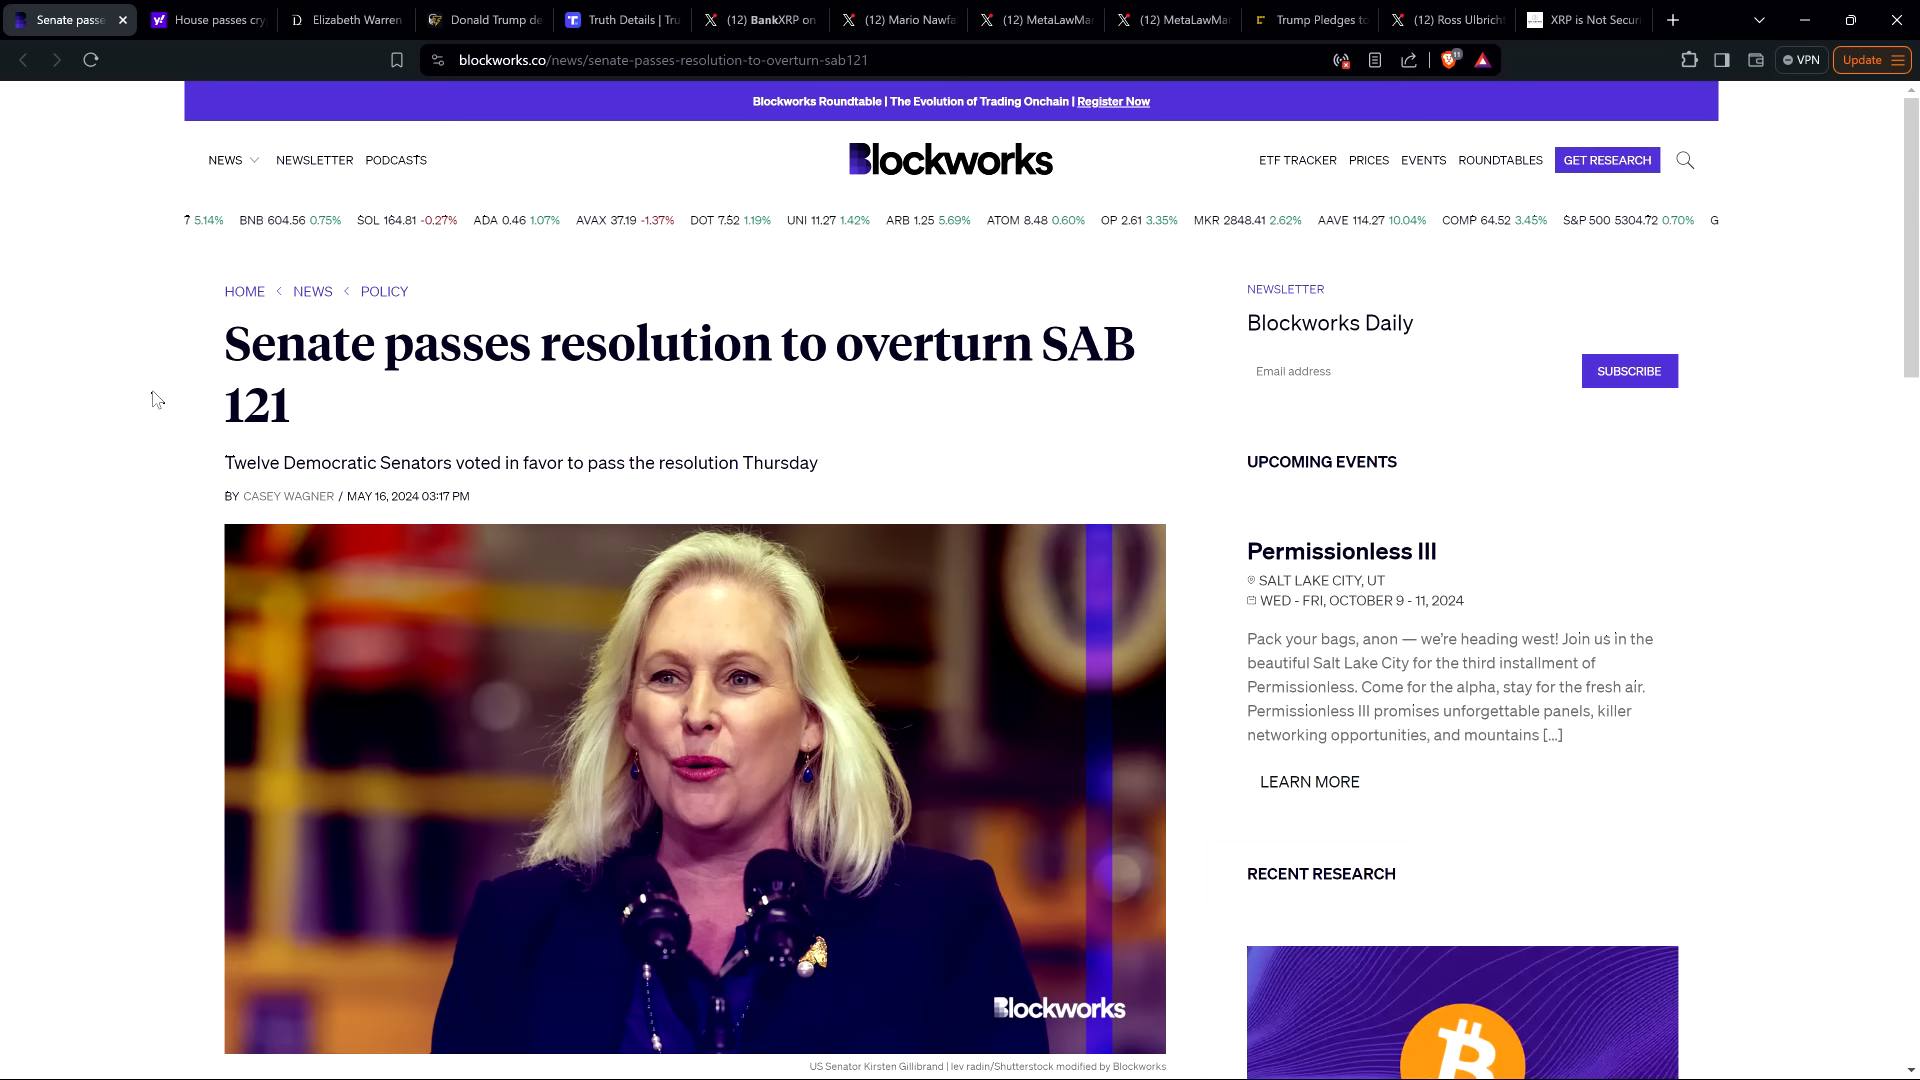 Senate passe
House passes cry
Elizabeth Warren
Donald Trump de
Truth Details | Tru
(12) BankXRP on
(12) Mario Nawfa
(12) MetaLawMa
(12) MetaLawMa
Trump Pledges to
(12) Ross Ulbricht
XRP is Not Secur
blockworks.co/news/senate-passes-resolution-to-overturn-sab121
11
VPN
Update
Blockworks Roundtable | The Evolution of Trading Onchain | Register Now
NEWS
NEWSLETTER
PODCASTS
Blockworks
ETF TRACKER
PRICES
EVENTS
ROUNDTABLES
GET RESEARCH
5.14% BNB 604.56 0.75% SOL 164.81 -0.27% ADA 0.46 1.07% AVAX 37.19 -1.37% DOT 7.52 1.19% UNI 11.27 1.42% ARB 1.25 5.69% ATOM 8.48 0.60% OP 2.61 3.35% MKR 2848.41 2.62% AAVE 114.27 10.04% COMP 64.52 3.45% S&P 500 5304.72 0.70% G
HOME < NEWS < POLICY
Senate passes resolution to overturn SAB
121
Twelve Democratic Senators voted in favor to pass the resolution Thursday
BY CASEY WAGNER / MAY 16, 2024 03:17 PM
Blockworks
US Senator Kirsten Gillibrand | lev radin/Shutterstock modified by Blockworks
NEWSLETTER
Blockworks Daily
Email address
SUBSCRIBE
UPCOMING EVENTS
Permissionless III
SALT LAKE CITY, UT
WED - FRI, OCTOBER 9 - 11, 2024
Pack your bags, anon — we’re heading west! Join us in the
beautiful Salt Lake City for the third installment of
Permissionless. Come for the alpha, stay for the fresh air.
Permissionless III promises unforgettable panels, killer
networking opportunities, and mountains [...]
LEARN MORE
RECENT RESEARCH